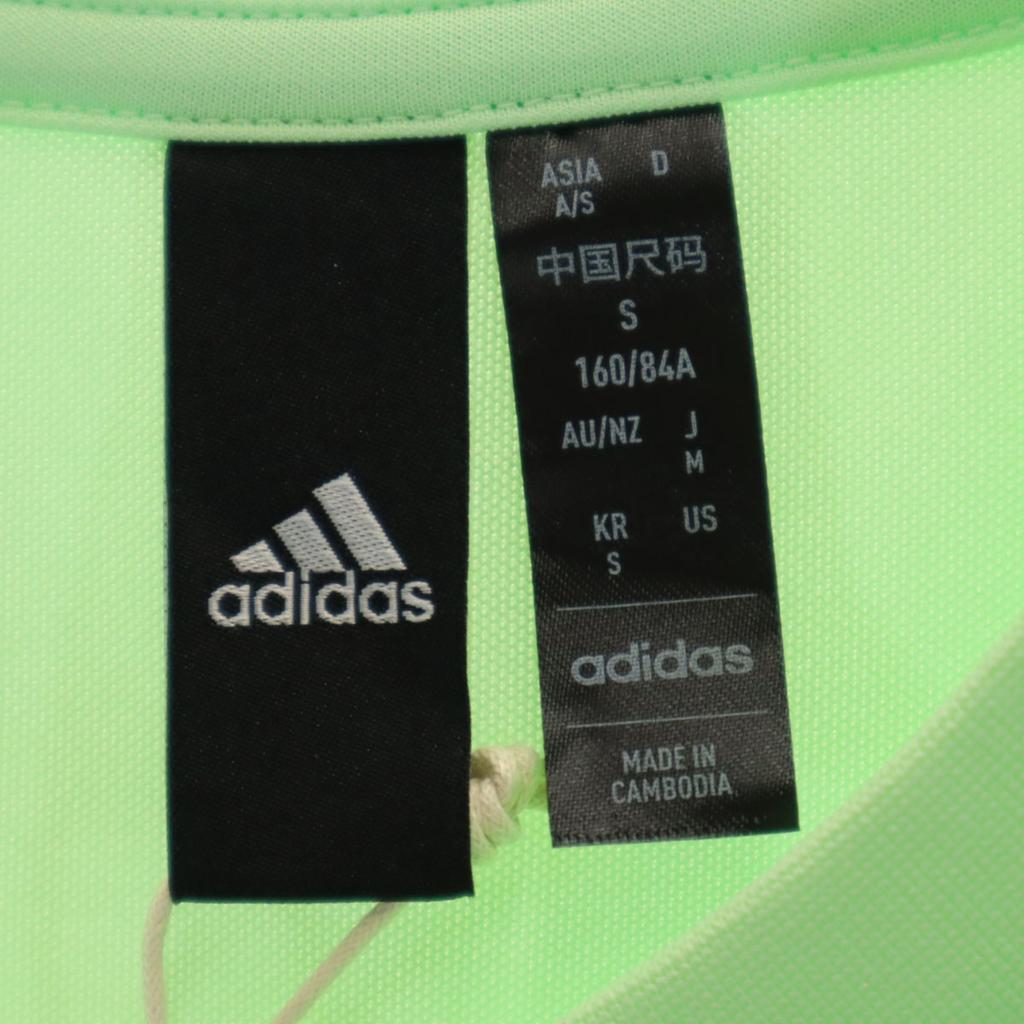 adidas
ASIA D
A/S
中国尺码
S
160/84A
AU/NZ J
M
KR US
S
adidas
MADE IN
CAMBODIA